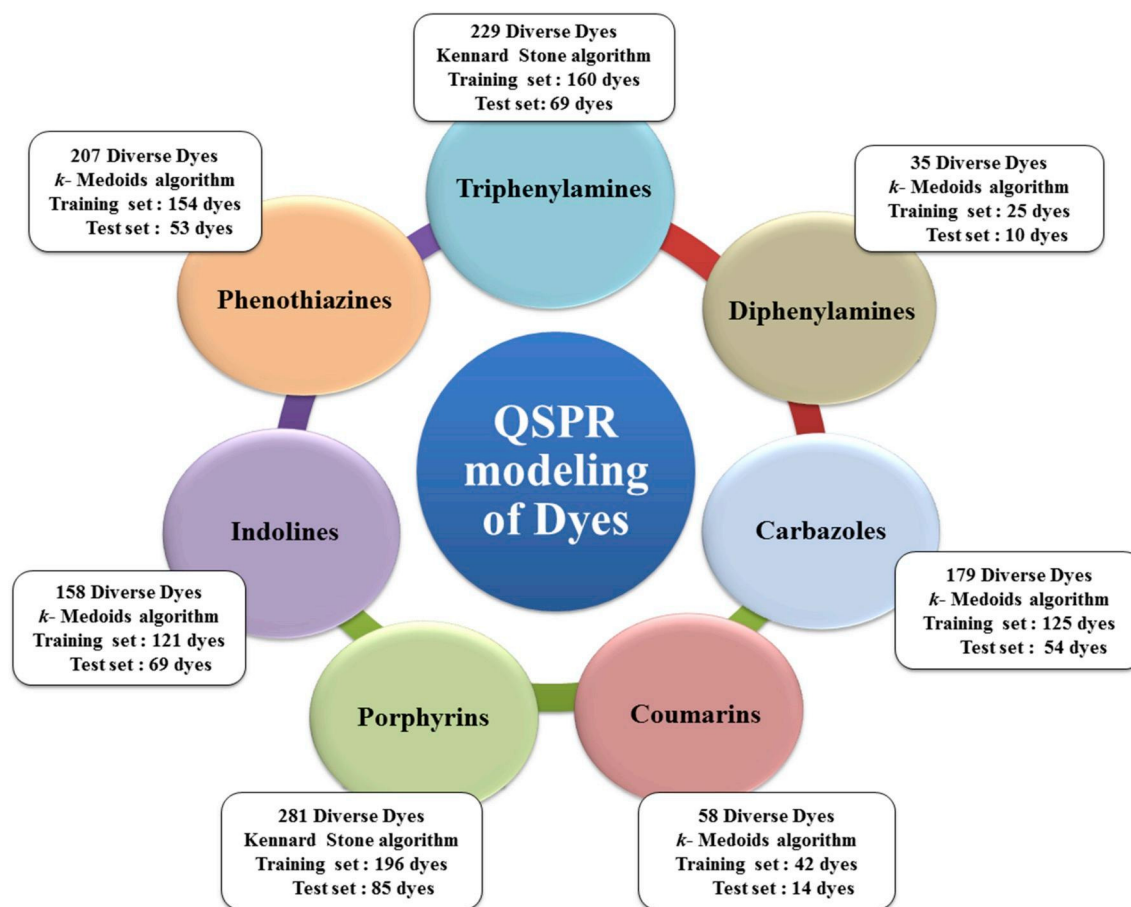 229 Diverse Dyes
Kennard Stone algorithm
Training set : 160 dyes
Test set: 69 dyes
Triphenylamines
35 Diverse Dyes
k- Medoids algorithm
Training set : 25 dyes
Test set : 10 dyes
Diphenylamines
Carbazoles
179 Diverse Dyes
k- Medoids algorithm
Training set : 125 dyes
Test set : 54 dyes
Coumarins
58 Diverse Dyes
k- Medoids algorithm
Training set : 42 dyes
Test set : 14 dyes
Porphyrins
281 Diverse Dyes
Kennard Stone algorithm
Training set : 196 dyes
Test set : 85 dyes
Indolines
158 Diverse Dyes
k- Medoids algorithm
Training set : 121 dyes
Test set : 69 dyes
207 Diverse Dyes
k- Medoids algorithm
Training set : 154 dyes
Test set : 53 dyes
Phenothiazines
QSPR
modeling
of Dyes